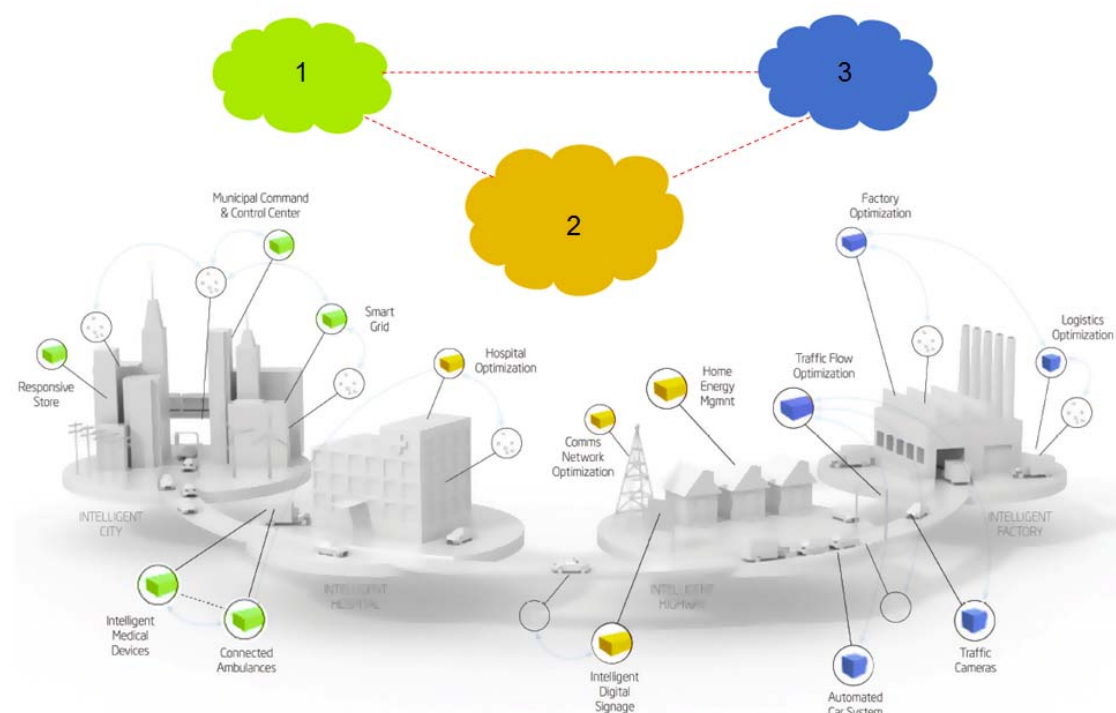 1
3
2
Municipal Command
& Control Center
Factory
Optimization
Smart
Grid
Hospital
Optimization
Logistics
Optimization
Responsive
Store
Home
Energy
Mgmnt
Traffic Flow
Optimization
Comms
Network
Optimization
INTELLIGENT
CITY
INTELLIGENT
HOSPITAL
INTELLIGENT
HIGHWAY
INTELLIGENT
FACTORY
Intelligent
Medical
Devices
Connected
Ambulances
Intelligent
Digital
Signage
Automated
Car System
Traffic
Cameras